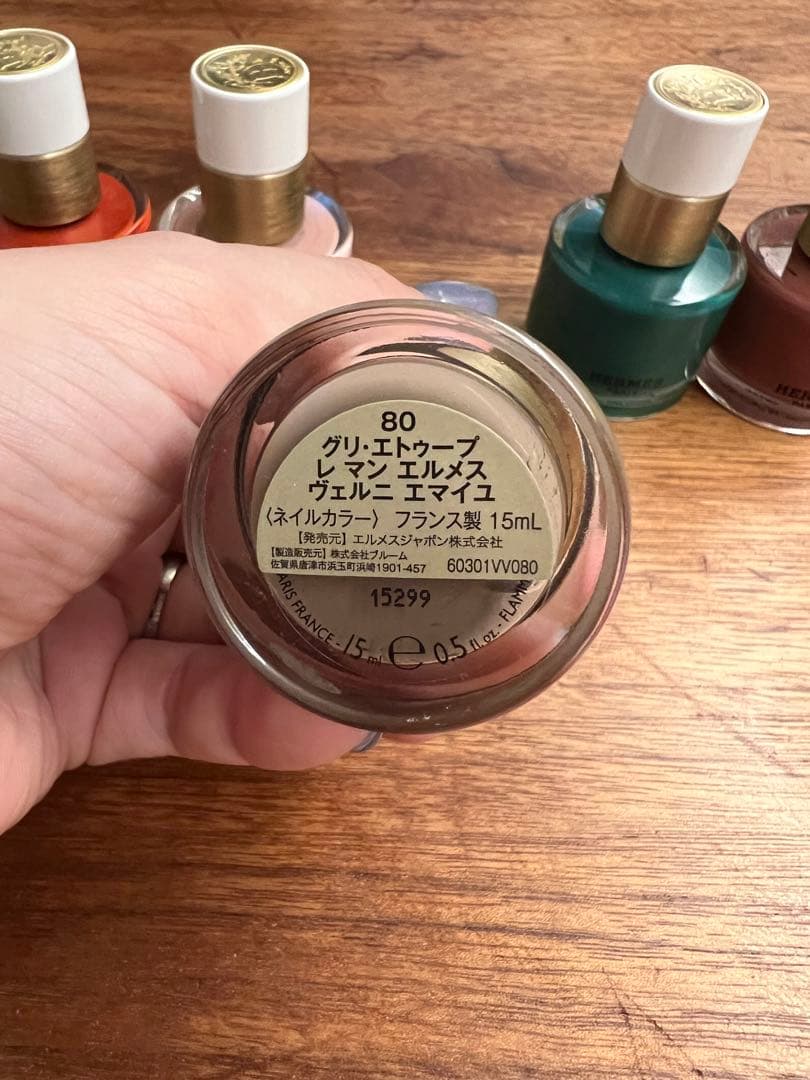 80
グリ・エトゥープ
レ マン エルメス
ヴェルニ エマイユ
〈ネイルカラー〉 フランス製 15mL
【発売元】エルメスジャポン株式会社
【製造販売元】株式会社ブルーム
佐賀県唐津市浜玉町浜崎1901-457 60301VV080
15299
ARIS FRANCE - 15 ml ℮ 0.5 fl.oz. - FLAMM
HERMES
HER